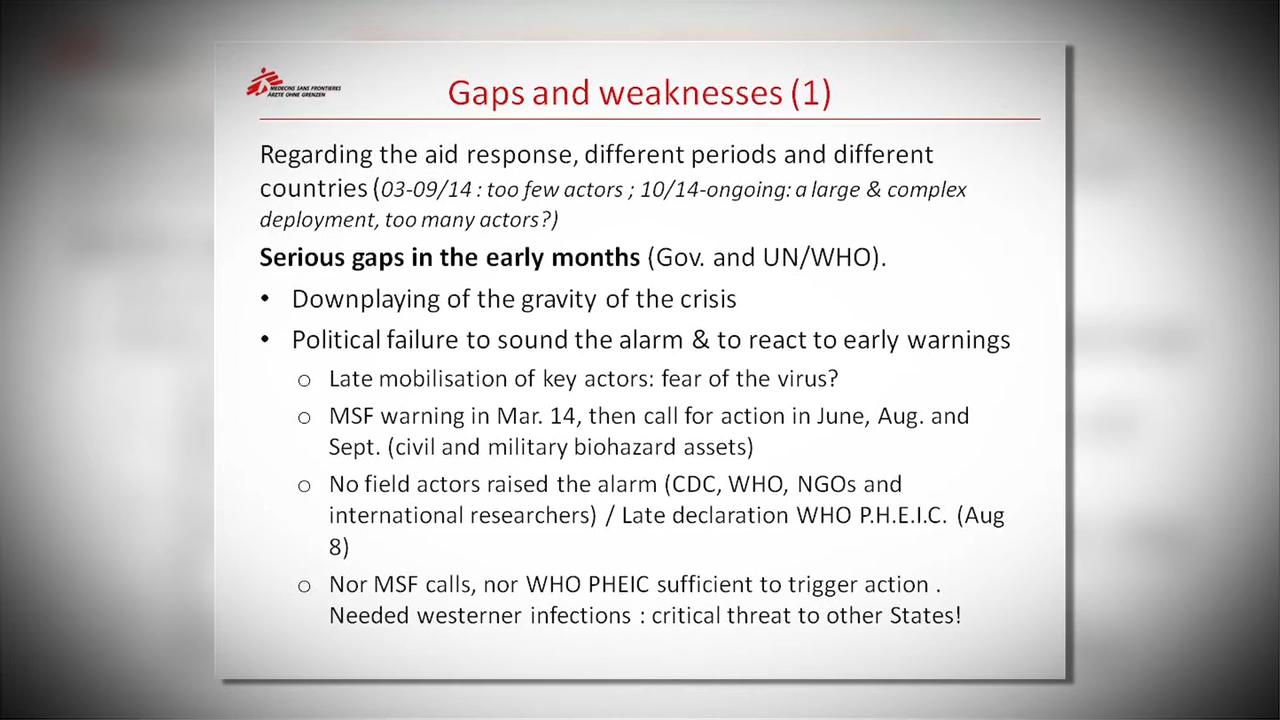 MEDECINS SANS FRONTIERES
ÄRZTE OHNE GRENZEN
Gaps and weaknesses (1)
Regarding the aid response, different periods and different
countries (03-09/14 : too few actors ; 10/14-ongoing: a large & complex
deployment, too many actors?)
Serious gaps in the early months (Gov. and UN/WHO).
• Downplaying of the gravity of the crisis
• Political failure to sound the alarm & to react to early warnings
o Late mobilisation of key actors: fear of the virus?
o MSF warning in Mar. 14, then call for action in June, Aug. and
Sept. (civil and military biohazard assets)
o No field actors raised the alarm (CDC, WHO, NGOs and
international researchers) / Late declaration WHO P.H.E.I.C. (Aug
8)
o Nor MSF calls, nor WHO PHEIC sufficient to trigger action .
Needed westerner infections : critical threat to other States!